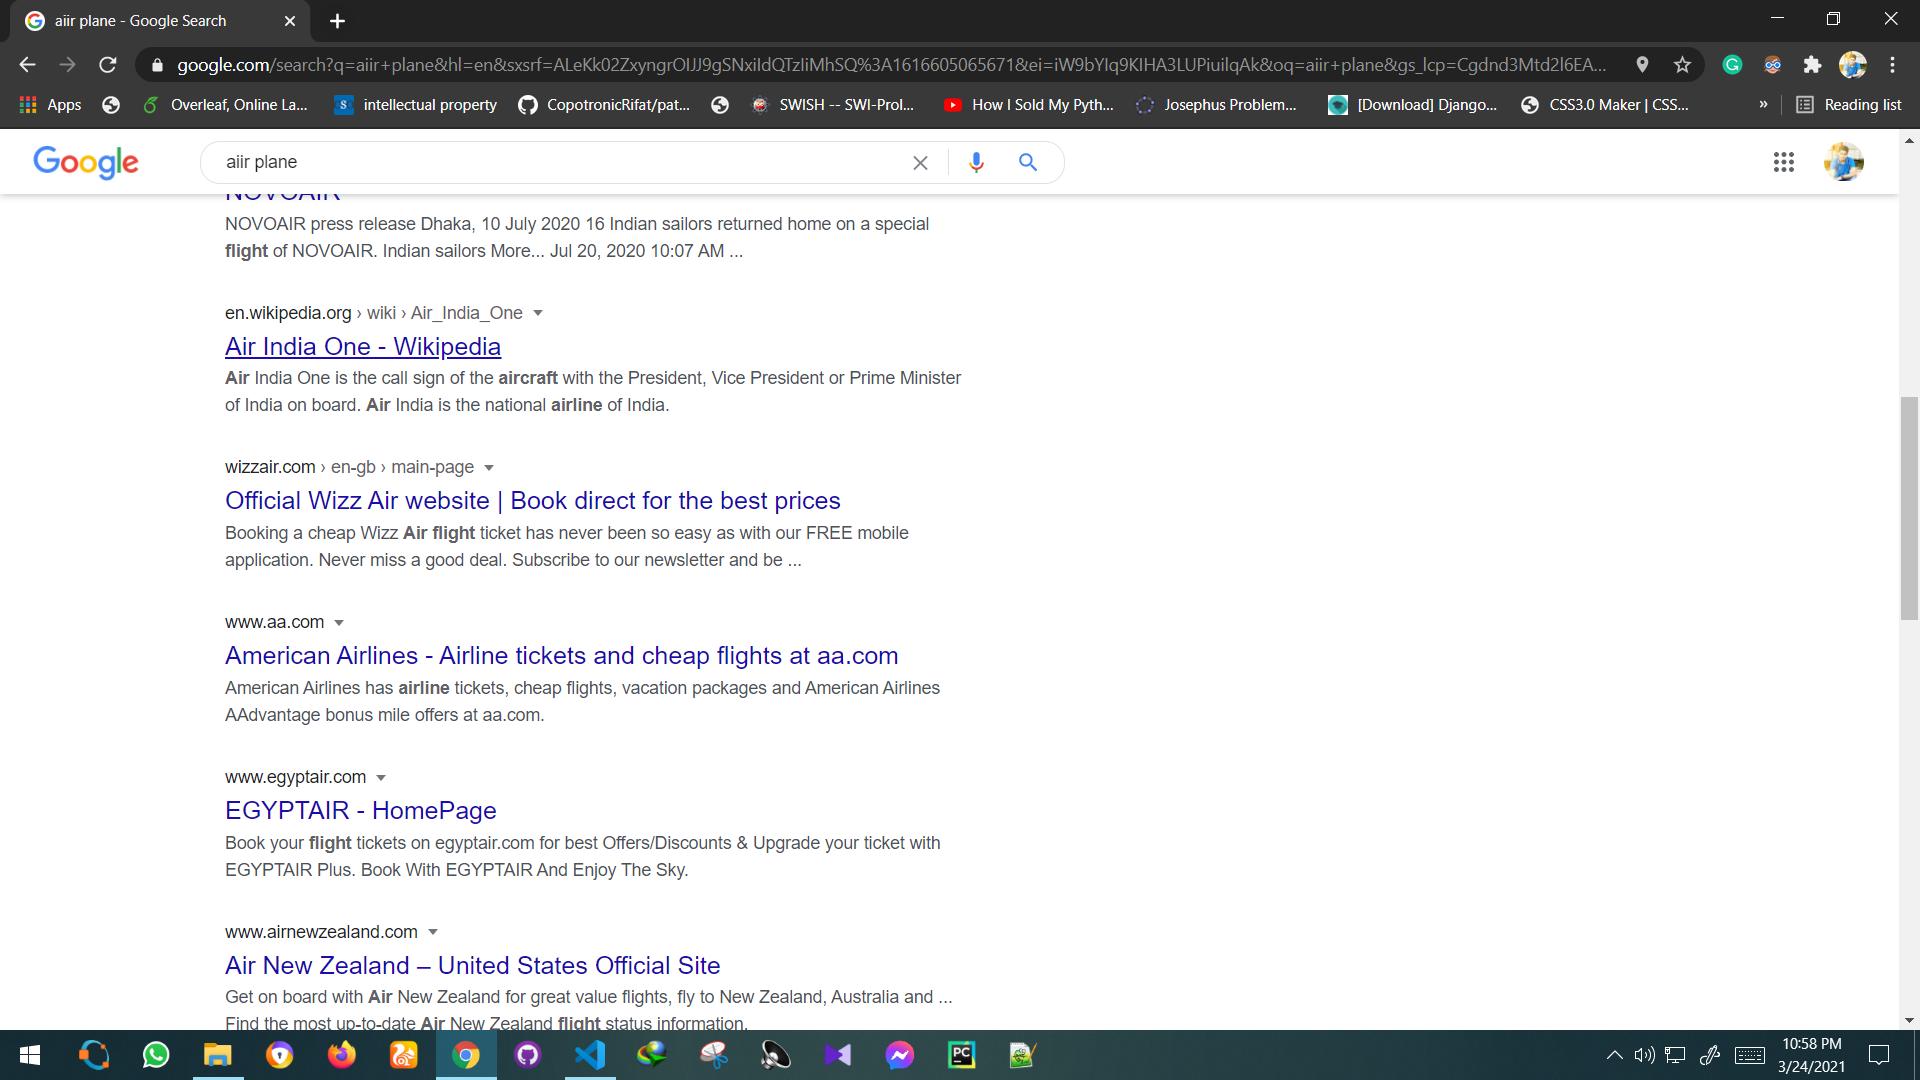 aiir plane - Google Search
google.com/search?q=aiir+plane&hl=en&sxsrf=ALeKk02ZxyngrOIJJ9gSNxiIdQTzIiMhSQ%3A1616605065671&ei=iW9bYIq9KIHA3LUPiuilqAk&oq=aiir+plane&gs_lcp=Cgdnd3Mtd2l6EA...
Apps Overleaf, Online La... intellectual property CopotronicRifat/pat... SWISH -- SWI-Prol... How I Sold My Pyth... Josephus Problem... [Download] Django... CSS3.0 Maker | CSS... » Reading list
Google aiir plane
NOVOAIR
NOVOAIR press release Dhaka, 10 July 2020 16 Indian sailors returned home on a special
flight of NOVOAIR. Indian sailors More... Jul 20, 2020 10:07 AM ...
en.wikipedia.org › wiki › Air_India_One
Air India One - Wikipedia
Air India One is the call sign of the aircraft with the President, Vice President or Prime Minister
of India on board. Air India is the national airline of India.
wizzair.com › en-gb › main-page
Official Wizz Air website | Book direct for the best prices
Booking a cheap Wizz Air flight ticket has never been so easy as with our FREE mobile
application. Never miss a good deal. Subscribe to our newsletter and be ...
www.aa.com
American Airlines - Airline tickets and cheap flights at aa.com
American Airlines has airline tickets, cheap flights, vacation packages and American Airlines
AAdvantage bonus mile offers at aa.com.
www.egyptair.com
EGYPTAIR - HomePage
Book your flight tickets on egyptair.com for best Offers/Discounts & Upgrade your ticket with
EGYPTAIR Plus. Book With EGYPTAIR And Enjoy The Sky.
www.airnewzealand.com
Air New Zealand – United States Official Site
Get on board with Air New Zealand for great value flights, fly to New Zealand, Australia and ...
Find the most up-to-date Air New Zealand flight status information.
10:58 PM
3/24/2021